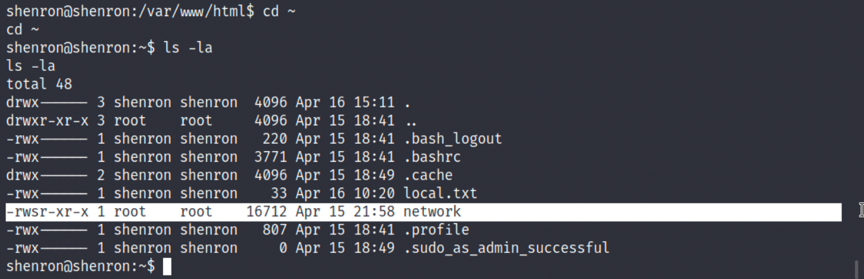 shenron@shenron:/var/www/html$ cd ~
cd ~
shenron@shenron:~$ ls -la
ls -la
total 48
drwx------ 3 shenron shenron  4096 Apr 16 15:11 .
drwxr-xr-x 3 root    root     4096 Apr 15 18:41 ..
-rwx------ 1 shenron shenron   220 Apr 15 18:41 .bash_logout
-rwx------ 1 shenron shenron  3771 Apr 15 18:41 .bashrc
drwx------ 2 shenron shenron  4096 Apr 15 18:49 .cache
-rwx------ 1 shenron shenron    33 Apr 16 10:20 local.txt
-rwsr-xr-x 1 root    root    16712 Apr 15 21:58 network
-rwx------ 1 shenron shenron   807 Apr 15 18:41 .profile
-rwx------ 1 shenron shenron     0 Apr 15 18:49 .sudo_as_admin_successful
shenron@shenron:~$